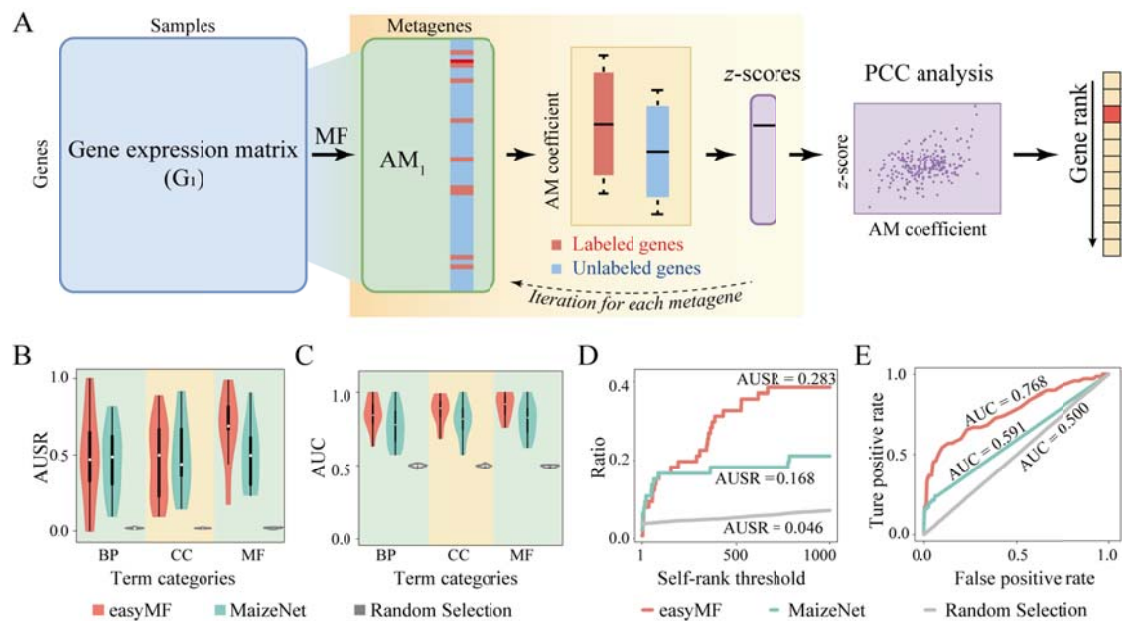 A
Samples
Metagenes
Genes
Gene expression matrix
(G1)
MF
AM1
AM coefficient
Labeled genes
Unlabeled genes
Iteration for each metagene
z-scores
PCC analysis
z-score
AM coefficient
Gene rank
B
AUSR
1.0
0.5
0.0
BP
CC
MF
Term categories
C
AUC
1.0
0.5
0.0
BP
CC
MF
Term categories
D
Ratio
0.4
0.2
0.0
AUSR = 0.283
AUSR = 0.168
AUSR = 0.046
1
500
1000
Self-rank threshold
E
Ture positive rate
1.0
0.5
0.0
AUC = 0.768
AUC = 0.591
AUC = 0.500
0.0
0.5
1.0
False positive rate
easyMF
MaizeNet
Random Selection
easyMF
MaizeNet
Random Selection